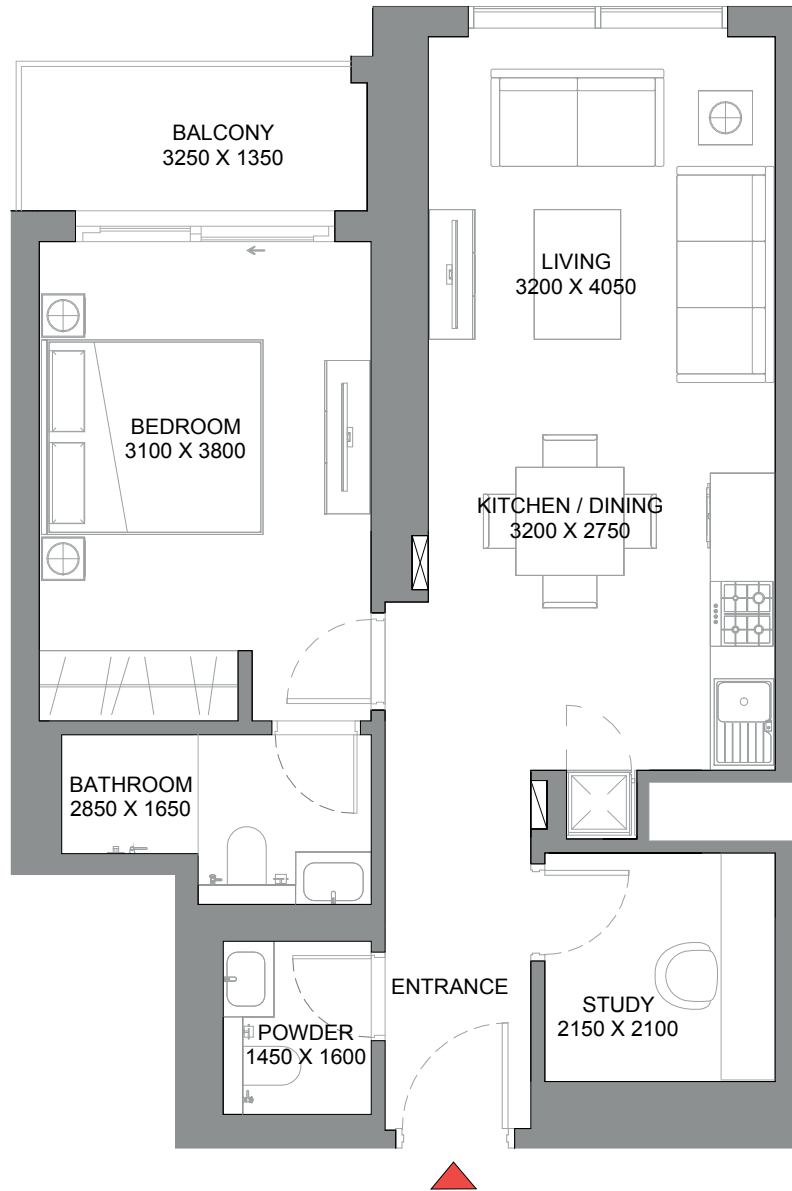 BALCONY
3250 X 1350
LIVING
3200 X 4050
BEDROOM
3100 X 3800
KITCHEN / DINING
3200 X 2750
BATHROOM
2850 X 1650
ENTRANCE
STUDY
2150 X 2100
POWDER
1450 X 1600